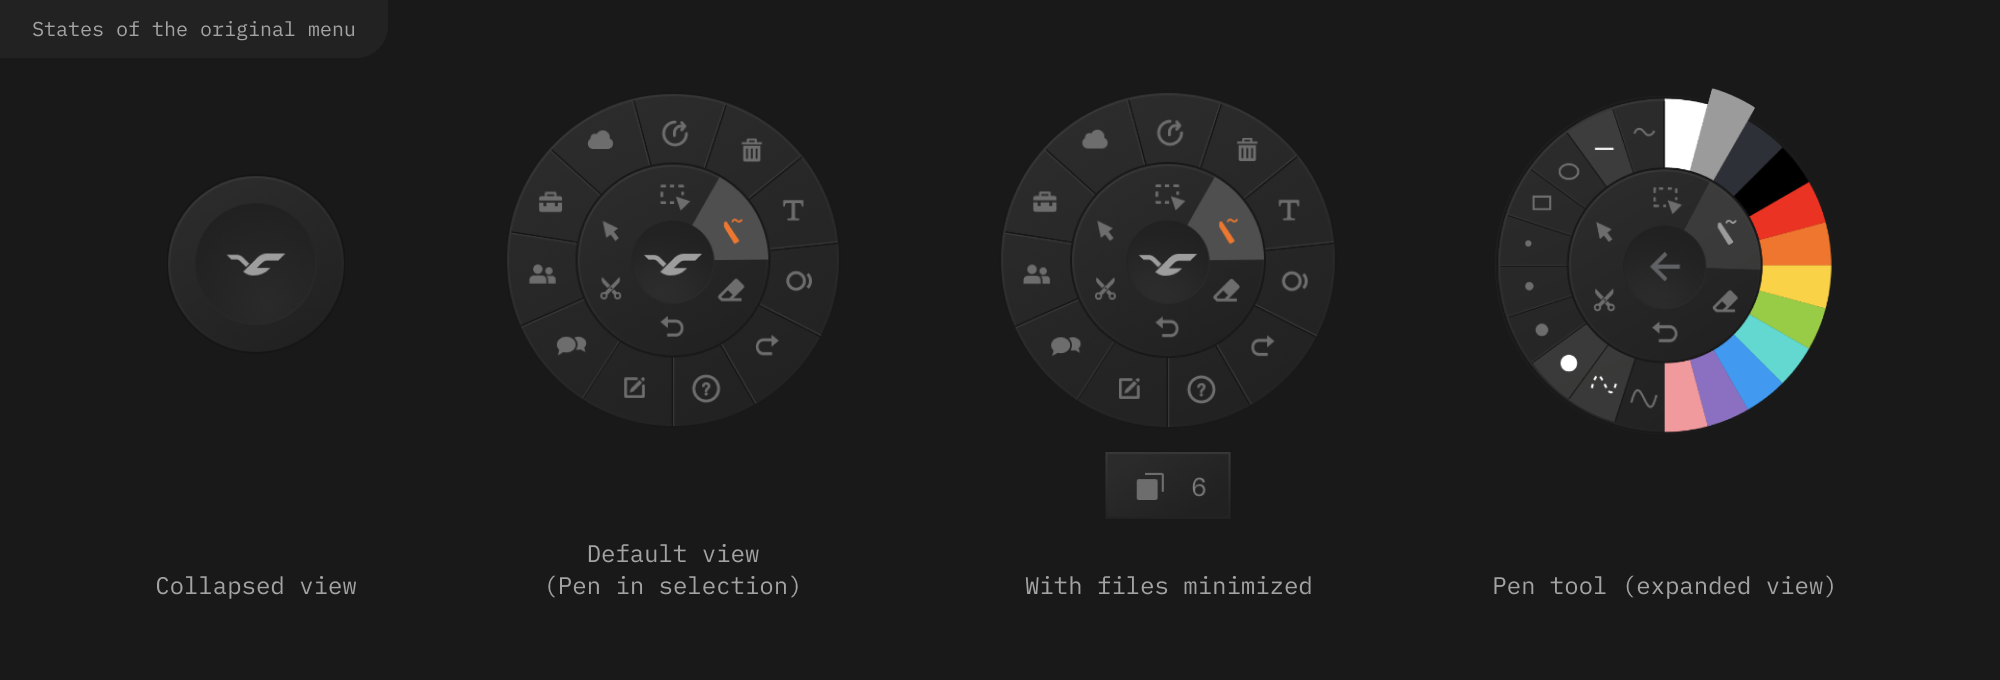 States of the original menu
T
T
6
Collapsed view
Default view
(Pen in selection)
With files minimized
Pen tool (expanded view)